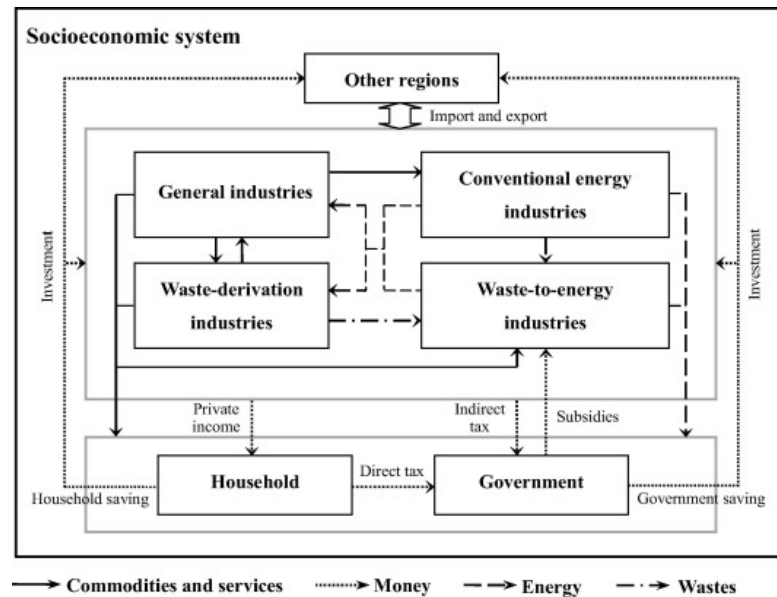 Socioeconomic system
Other regions
Import and export
General industries
Conventional energy
industries
Investment
Investment
Waste-derivation
industries
Waste-to-energy
industries
Private
income
Indirect
tax
Subsidies
Household
Direct tax
Government
Household saving
Government saving
Commodities and services
Money
Energy
Wastes